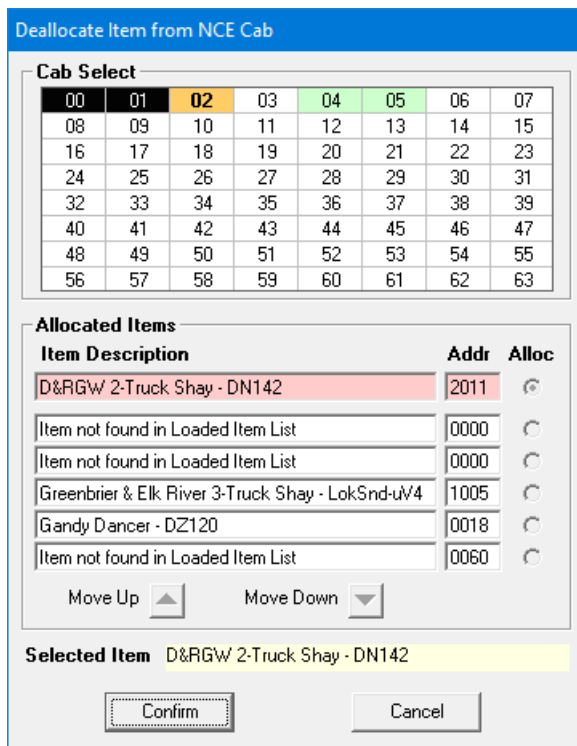 Deallocate Item from NCE Cab
Cab Select
00 01 02 03 04 05 06 07
08 09 10 11 12 13 14 15
16 17 18 19 20 21 22 23
24 25 26 27 28 29 30 31
32 33 34 35 36 37 38 39
40 41 42 43 44 45 46 47
48 49 50 51 52 53 54 55
56 57 58 59 60 61 62 63
Allocated Items
Item Description Addr Alloc
D&RGW 2-Truck Shay - DN142 2011
Item not found in Loaded Item List 0000
Item not found in Loaded Item List 0000
Greenbrier & Elk River 3-Truck Shay - LokSnd-uV4 1005
Gandy Dancer - DZ120 0018
Item not found in Loaded Item List 0060
Move Up Move Down
Selected Item D&RGW 2-Truck Shay - DN142
Confirm Cancel